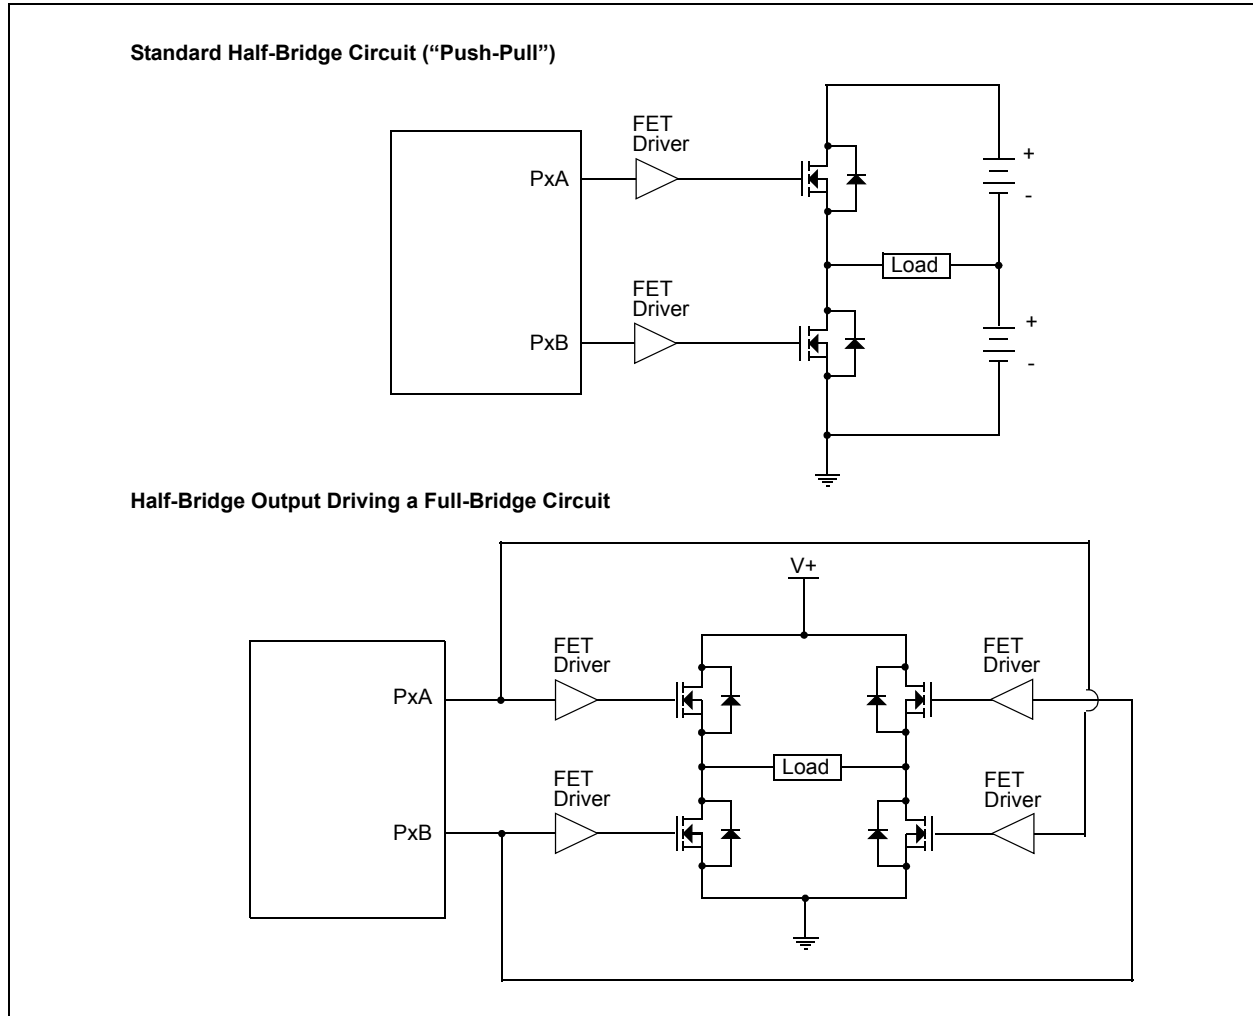 Standard Half-Bridge Circuit (“Push-Pull”)
FET
Driver
PxA
+
-
Load
FET
Driver
PxB
+
-
Half-Bridge Output Driving a Full-Bridge Circuit
V+
FET
Driver
FET
Driver
PxA
Load
FET
Driver
FET
Driver
PxB